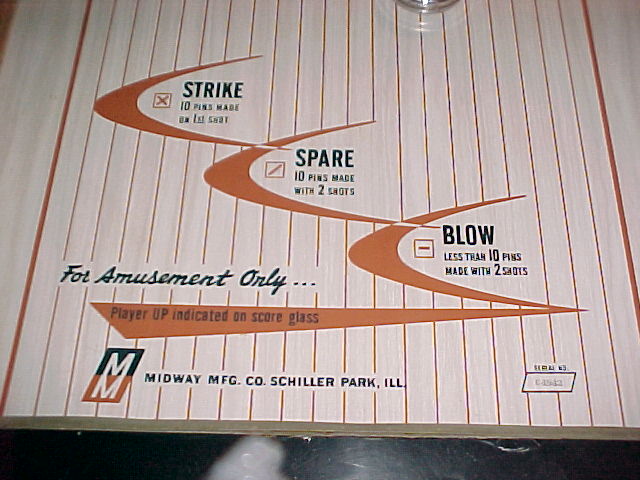 STRIKE
10 PINS MADE
ON 1st SHOT
SPARE
10 PINS MADE
WITH 2 SHOTS
BLOW
LESS THAN 10 PINS
MADE WITH 2 SHOTS
For Amusement Only...
Player UP indicated on score glass
MM
MIDWAY MFG. CO. SCHILLER PARK, ILL.
SERIAL NO.